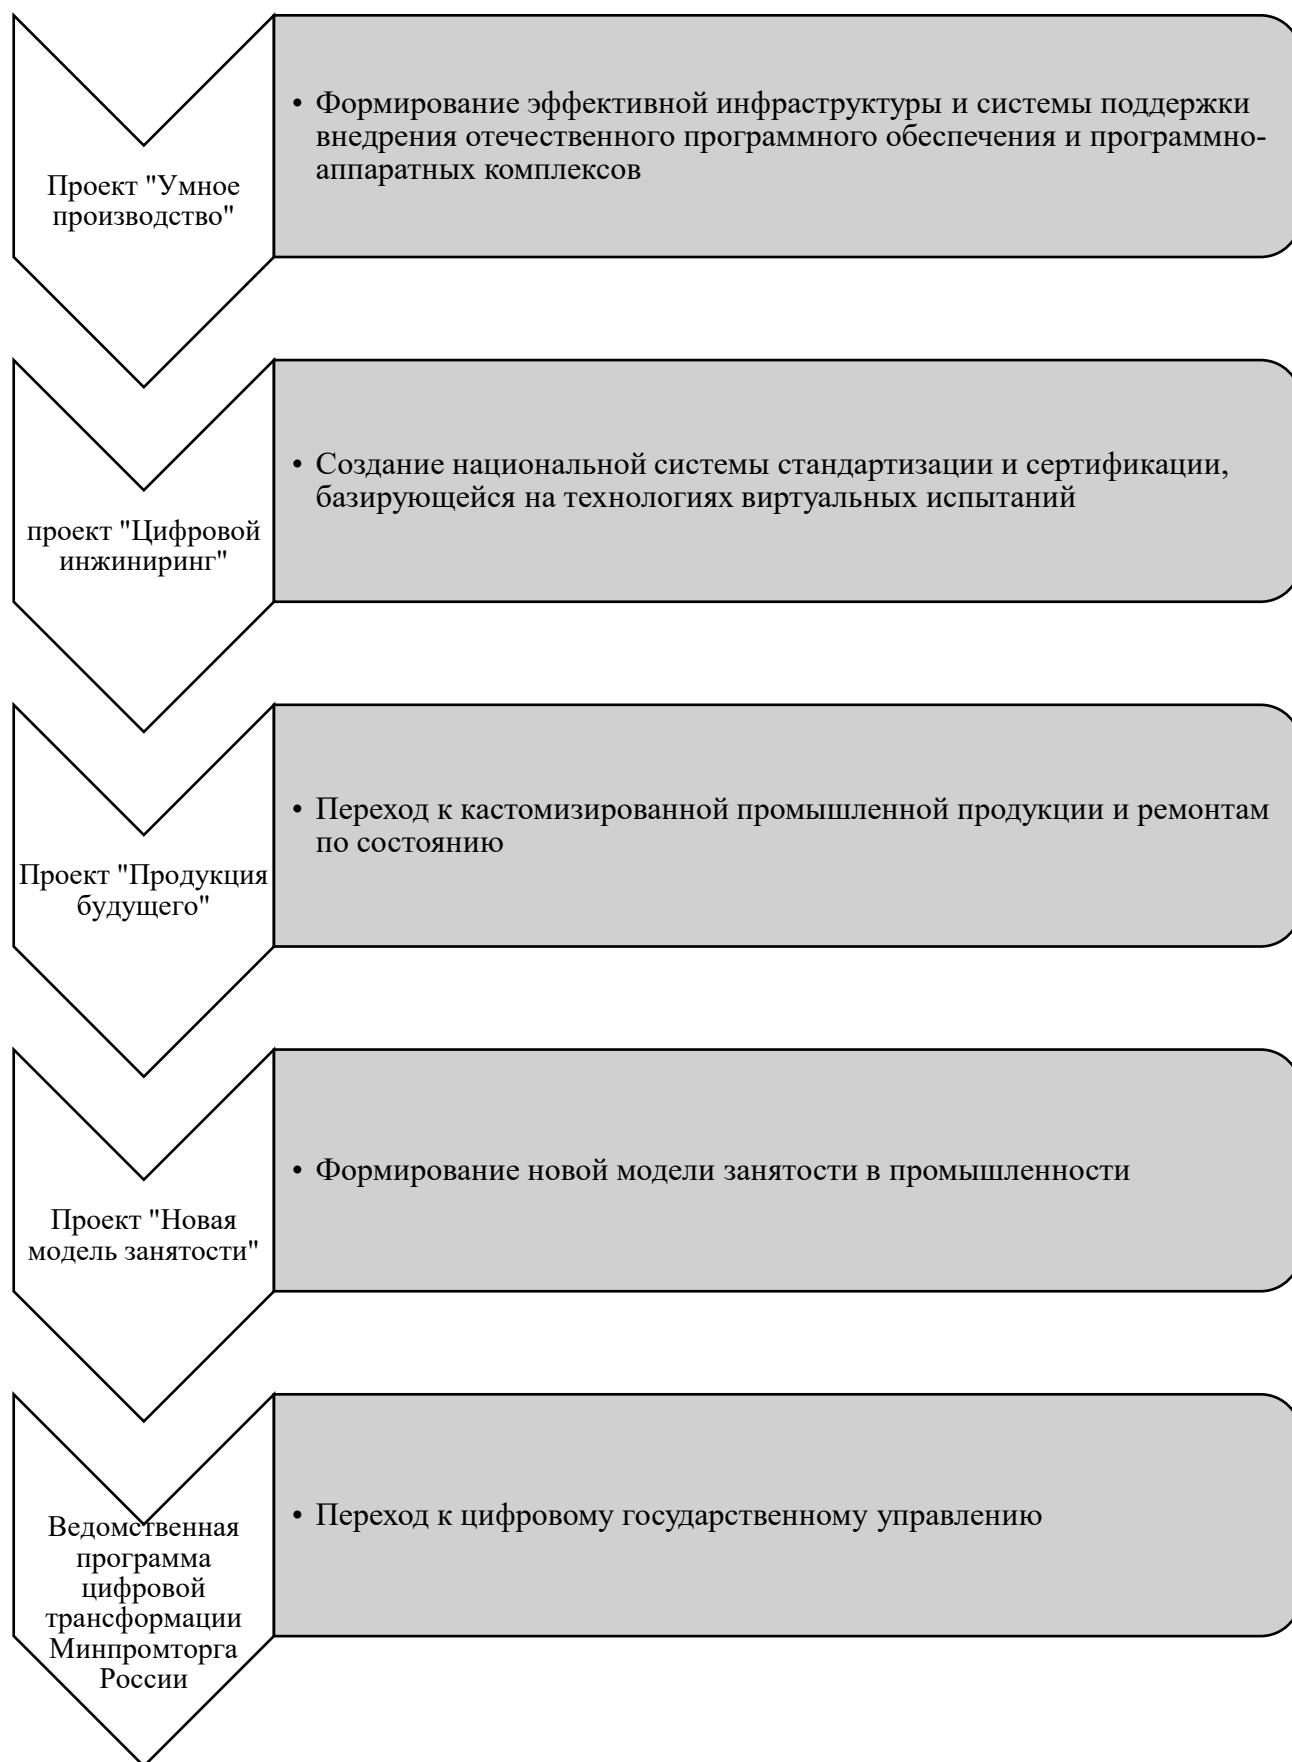 Проект "Умное
производство"
• Формирование эффективной инфраструктуры и системы поддержки
внедрения отечественного программного обеспечения и программно-
аппаратных комплексов
проект "Цифровой
инжиниринг"
• Создание национальной системы стандартизации и сертификации,
базирующейся на технологиях виртуальных испытаний
Проект "Продукция
будущего"
• Переход к кастомизированной промышленной продукции и ремонтам
по состоянию
Проект "Новая
модель занятости"
• Формирование новой модели занятости в промышленности
Ведомственная
программа
цифровой
трансформации
Минпромторга
России
• Переход к цифровому государственному управлению